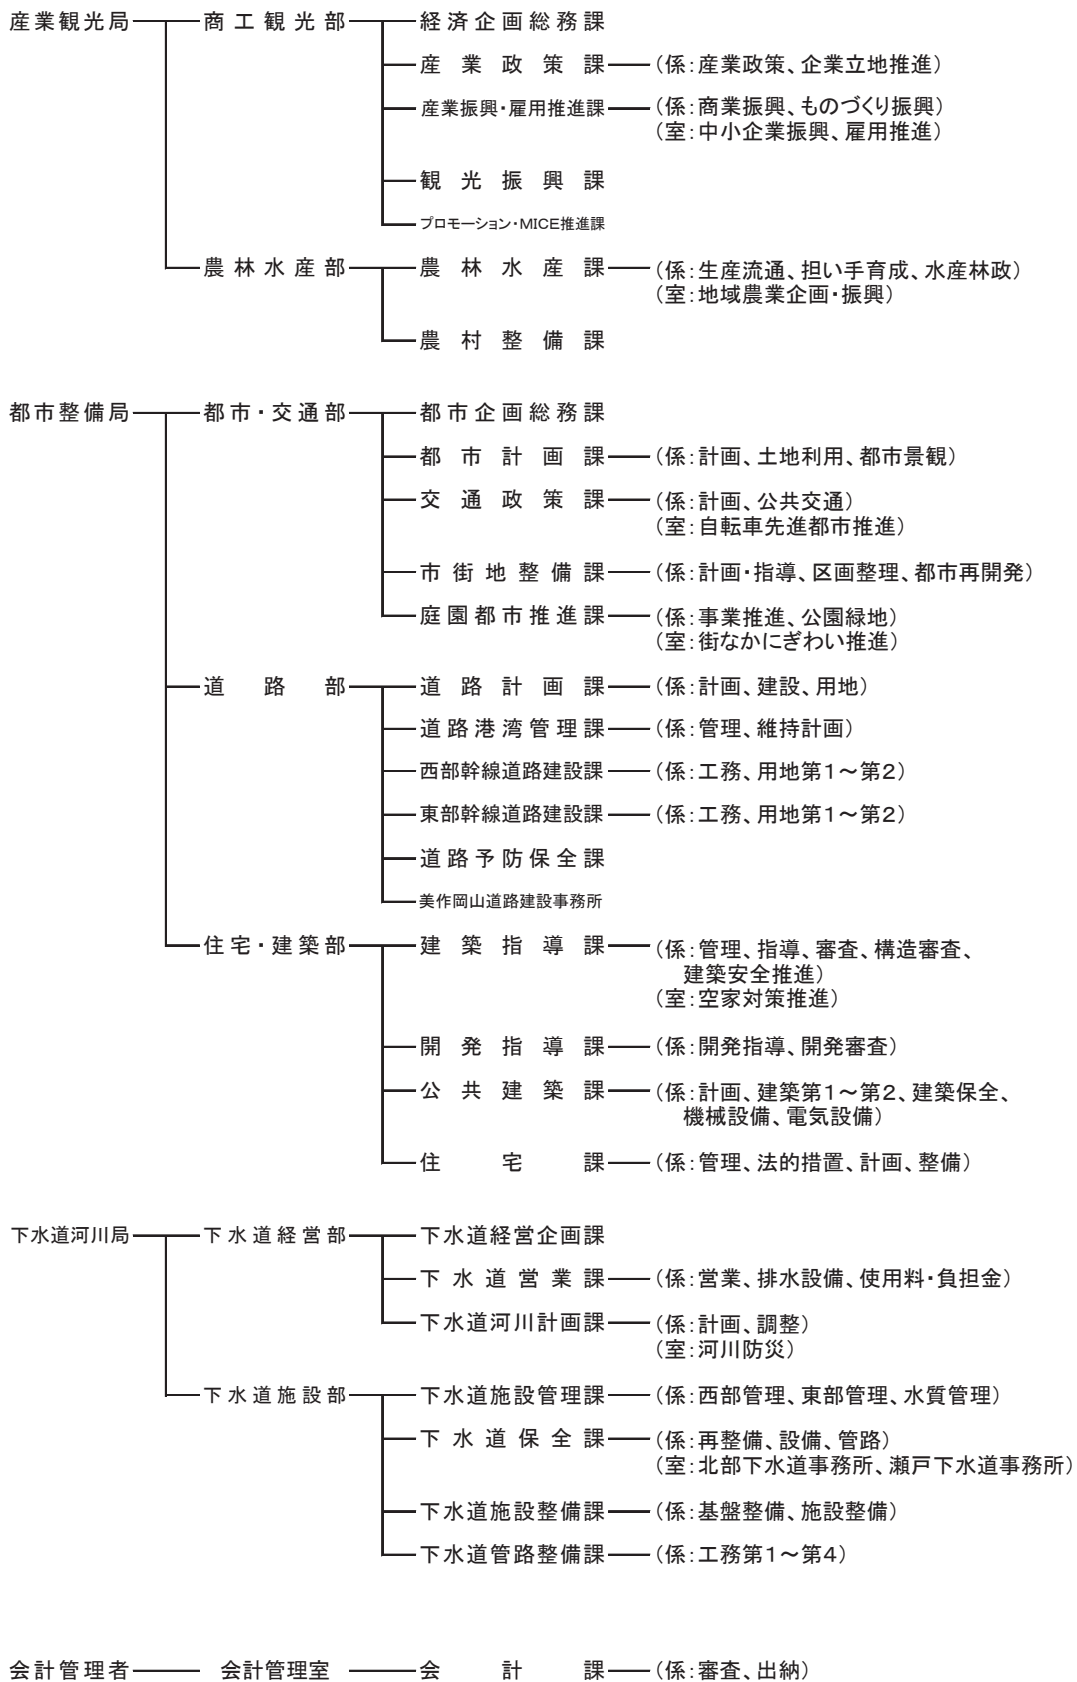 産業観光局 商工観光部 経済企画総務課
産業政策課 （係：産業政策、企業立地推進）
産業振興・雇用推進課 （係：商業振興、ものづくり振興）
（室：中小企業振興、雇用推進）
観光振興課
プロモーション・MICE推進課
農林水産部 農林水産課 （係：生産流通、担い手育成、水産林政）
（室：地域農業企画・振興）
農村整備課
都市整備局 都市・交通部 都市企画総務課
都市計画課 （係：計画、土地利用、都市景観）
交通政策課 （係：計画、公共交通）
（室：自転車先進都市推進）
市街地整備課 （係：計画・指導、区画整理、都市再開発）
庭園都市推進課 （係：事業推進、公園緑地）
（室：街なかにぎわい推進）
道路部 道路計画課 （係：計画、建設、用地）
道路港湾管理課 （係：管理、維持計画）
西部幹線道路建設課 （係：工務、用地第１～第２）
東部幹線道路建設課 （係：工務、用地第１～第２）
道路予防保全課
美作岡山道路建設事務所
住宅・建築部 建築指導課 （係：管理、指導、審査、構造審査、
建築安全推進）
（室：空家対策推進）
開発指導課 （係：開発指導、開発審査）
公共建築課 （係：計画、建築第１～第２、建築保全、
機械設備、電気設備）
住宅課 （係：管理、法的措置、計画、整備）
下水道河川局 下水道経営部 下水道経営企画課
下水道営業課 （係：営業、排水設備、使用料・負担金）
下水道河川計画課 （係：計画、調整）
（室：河川防災）
下水道施設部 下水道施設管理課 （係：西部管理、東部管理、水質管理）
下水道保全課 （係：再整備、設備、管路）
（室：北部下水道事務所、瀬戸下水道事務所）
下水道施設整備課 （係：基盤整備、施設整備）
下水道管路整備課 （係：工務第１～第４）
会計管理者 会計管理室 会計課 （係：審査、出納）